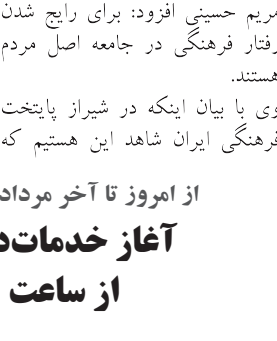 مریم حسینی افزود: برای رایج شدن
رفتار فرهنگی در جامعه اصل مردم
هستند.
وی با بیان اینکه در شیراز پایتخت
فرهنگی ایران شاهد این هستیم که
از امروز تا آخر مرداد
آغاز خدمات‌د
از ساعت